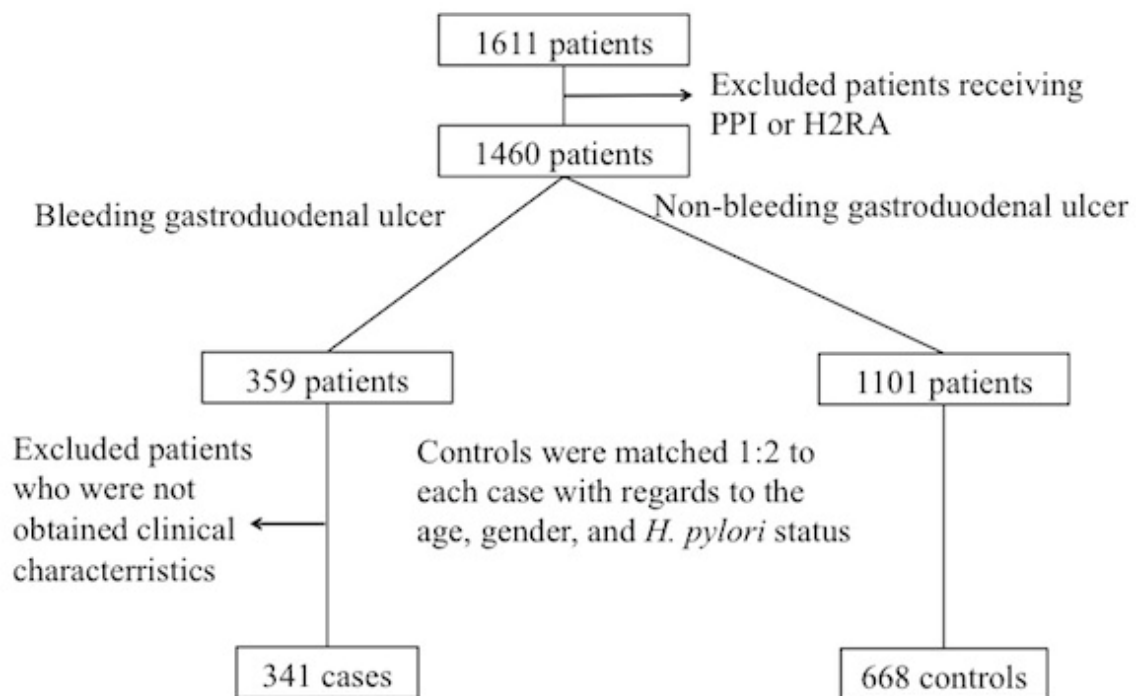 1611 patients
Excluded patients receiving
PPI or H2RA
1460 patients
Bleeding gastroduodenal ulcer
Non-bleeding gastroduodenal ulcer
359 patients
1101 patients
Excluded patients
who were not
obtained clinical
characterristics
Controls were matched 1:2 to
each case with regards to the
age, gender, and H. pylori status
341 cases
668 controls